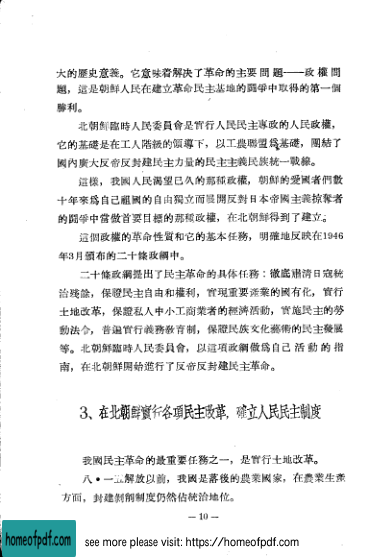 大的歷史意義。它意味着解決了革命的主要問題——政權問
題，這是朝鮮人民在建立革命民主基地的鬪爭中取得的第一個
勝利。
北朝鮮臨時人民委員會是實行人民民主專政的人民政權，
它的基礎是在工人階級的領導下，以工農聯盟爲基礎，團結了
國內廣大反帝反封建民主力量的民主主義民族統一戰線。
這樣，我國人民渴望已久的那種政權，朝鮮的愛國者們數
十年來爲自己祖國的自由獨立而展開反對日本帝國主義掠奪者
的鬪爭中當做首要目標的那種政權，在北朝鮮得到了建立。
這個政權的革命性質和它的基本任務，明確地反映在1946
年3月頒布的二十條政綱中。
二十條政綱提出了民主革命的具体任務：徹底肅清日寇統
治殘餘，保證民主自由和權利，實現重要產業的國有化，實行
土地改革，保證私人中小工商業者的經濟活動，實施民主的勞
動法令，普遍實行義務教育制，保證民族文化藝術的民主發展
等。北朝鮮臨時人民委員會，以這項政綱做爲自己活動的指
南，在北朝鮮開始進行了反帝反封建民主革命。
3、在北朝鮮實行各項民主改革，確立人民民主制度
我國民主革命的最重要任務之一，是實行土地改革。
八·一五解放以前，我國是落後的農業國家，在農業生產
方面，封建剝削制度仍然佔統治地位。
— 10 —
homeofpdf.com
see more please visit: https://homeofpdf.com